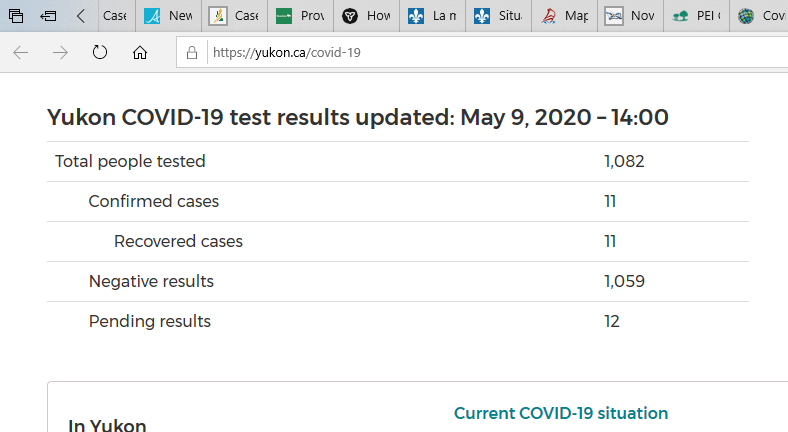 Case New Case Prov How La m Situ Map Nov PEI Cov
https://yukon.ca/covid-19
Yukon COVID-19 test results updated: May 9, 2020 – 14:00
Total people tested 1,082
Confirmed cases 11
Recovered cases 11
Negative results 1,059
Pending results 12
Current COVID-19 situation
In Yukon